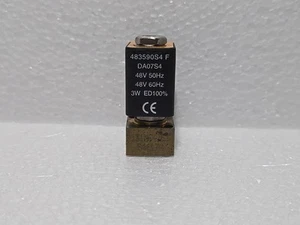 483590S4 F
DA07S4
48V 50Hz
48V 60Hz
3W ED100%
CE